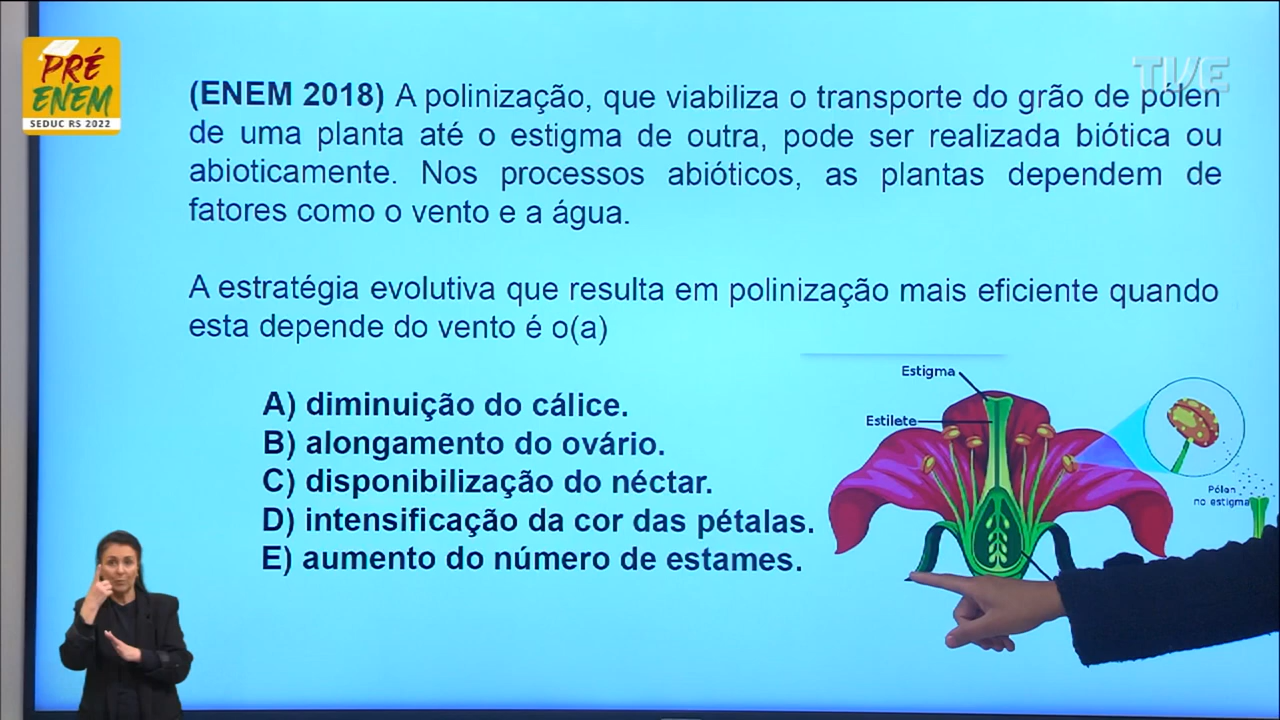 PRÉ
ENEM
SEDUC RS 2022
TVE
(ENEM 2018) A polinização, que viabiliza o transporte do grão de pólen
de uma planta até o estigma de outra, pode ser realizada biótica ou
abioticamente. Nos processos abióticos, as plantas dependem de
fatores como o vento e a água.
A estratégia evolutiva que resulta em polinização mais eficiente quando
esta depende do vento é o(a)
A) diminuição do cálice.
B) alongamento do ovário.
C) disponibilização do néctar.
D) intensificação da cor das pétalas.
E) aumento do número de estames.
Estigma
Estilete
Pólen
no estigma